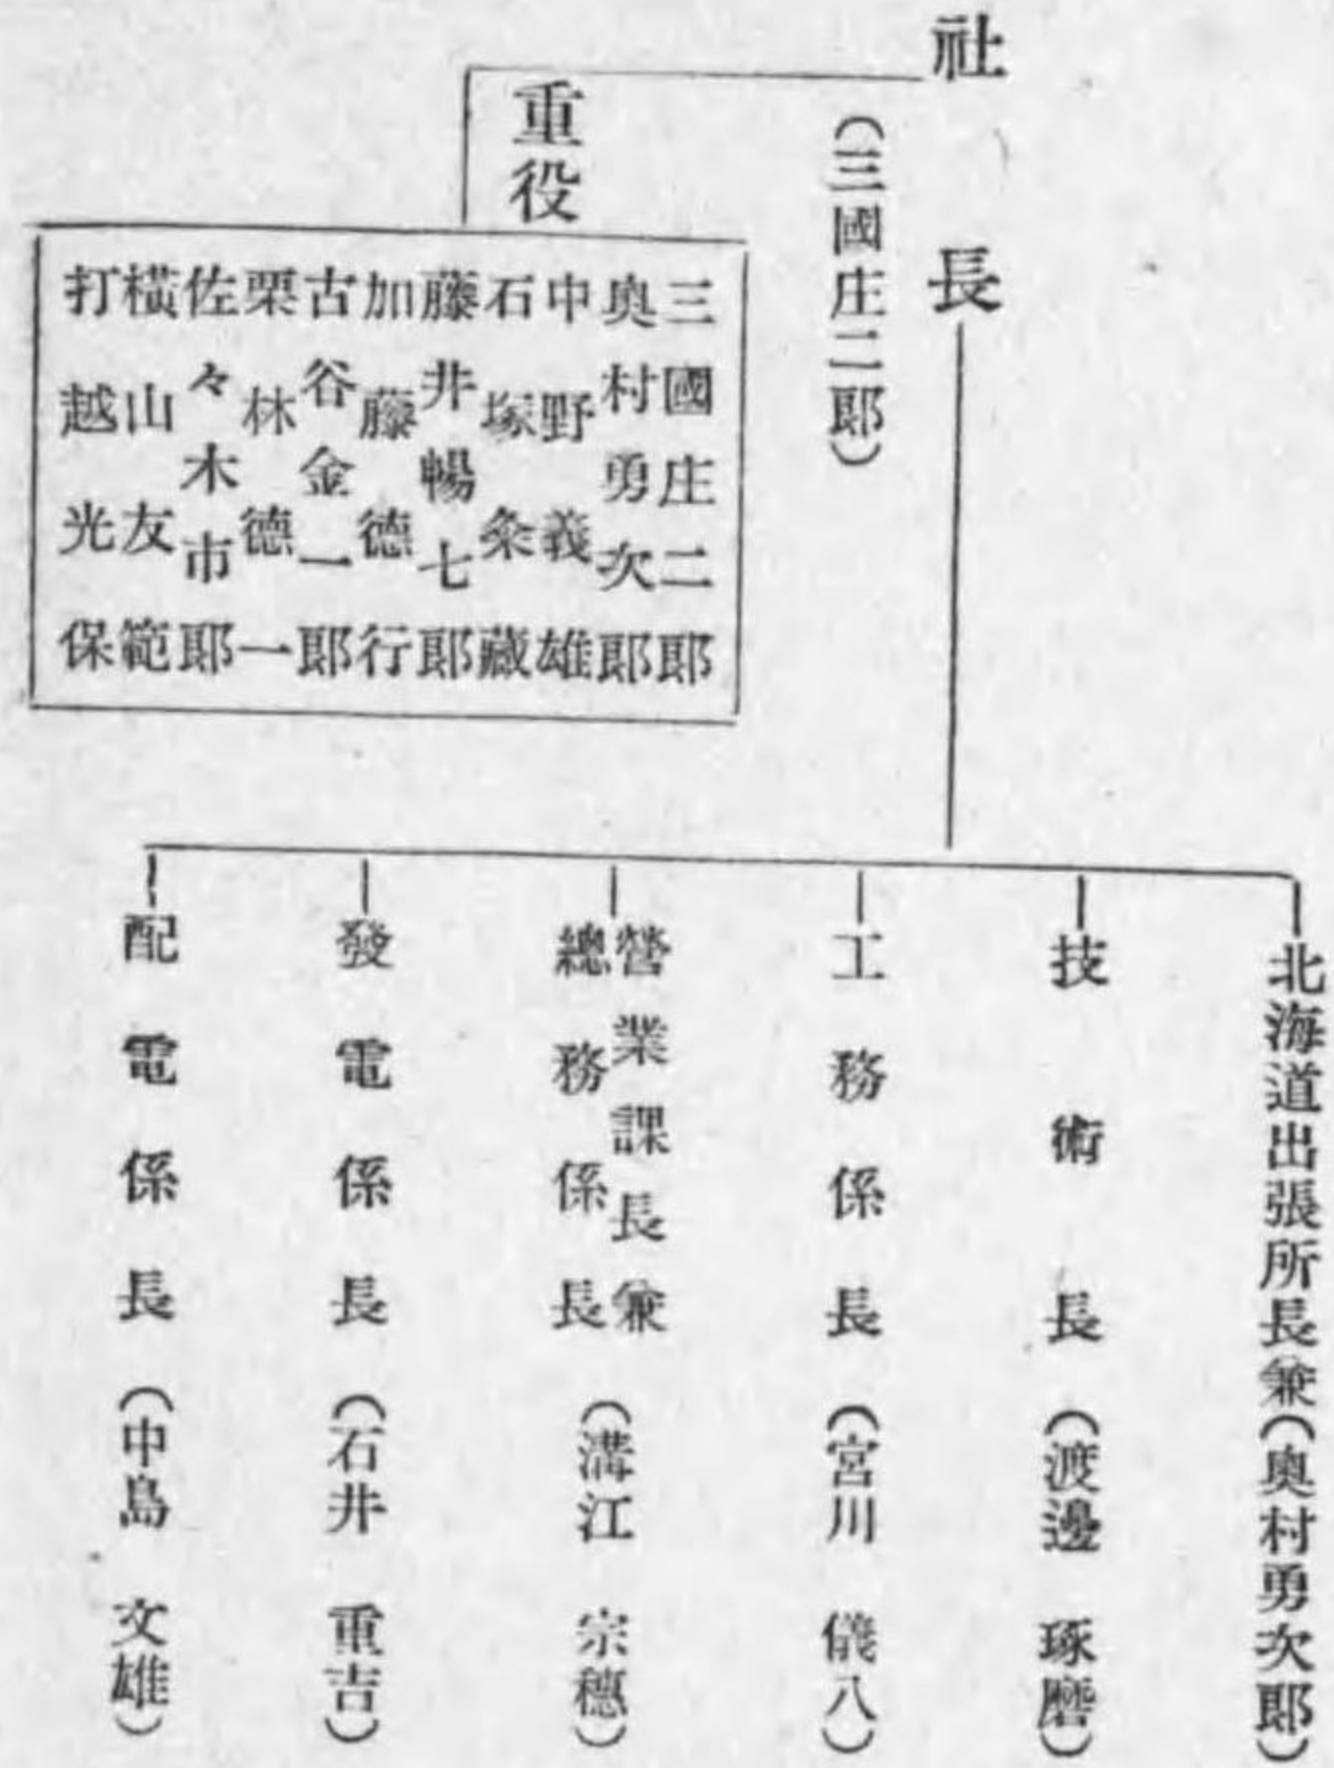 社長
（三國庄二郎）
重役
三國庄二郎
奥村勇次郎
中野義雄
石塚粂藏
藤井暢七郎
加藤德行
古谷金一郎
栗林德一
佐々木市郎
橫山友範
打越光保
北海道出張所長兼（奥村勇次郎）
技術長（渡邊琢磨）
工務係長（宮川儀八）
營業課長兼
總務係長（溝江宗穗）
發電係長（石井重吉）
配電係長（中島文雄）